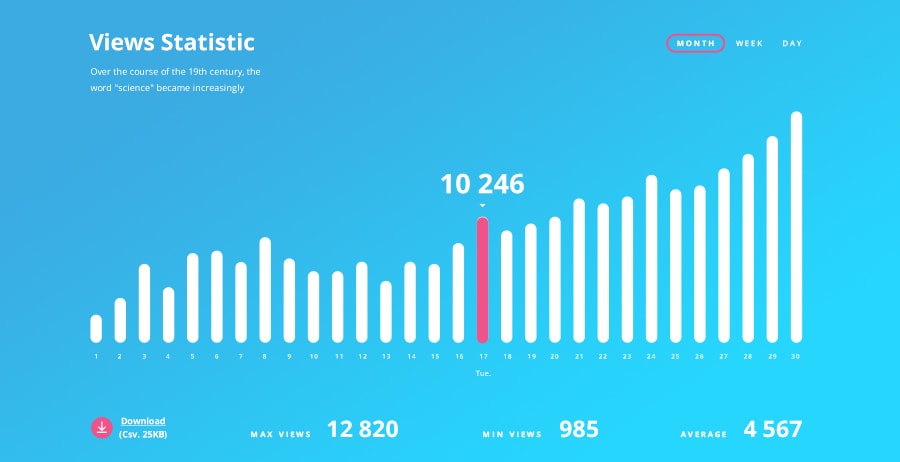 Views Statistic
MONTH WEEK DAY
Over the course of the 19th century, the
word "science" became increasingly
10 246
1 2 3 4 5 6 7 8 9 10 11 12 13 14 15 16 17 18 19 20 21 22 23 24 25 26 27 28 29 30
Tue.
Download
(Csv. 25KB)
MAX VIEWS 12 820
MIN VIEWS 985
AVERAGE 4 567